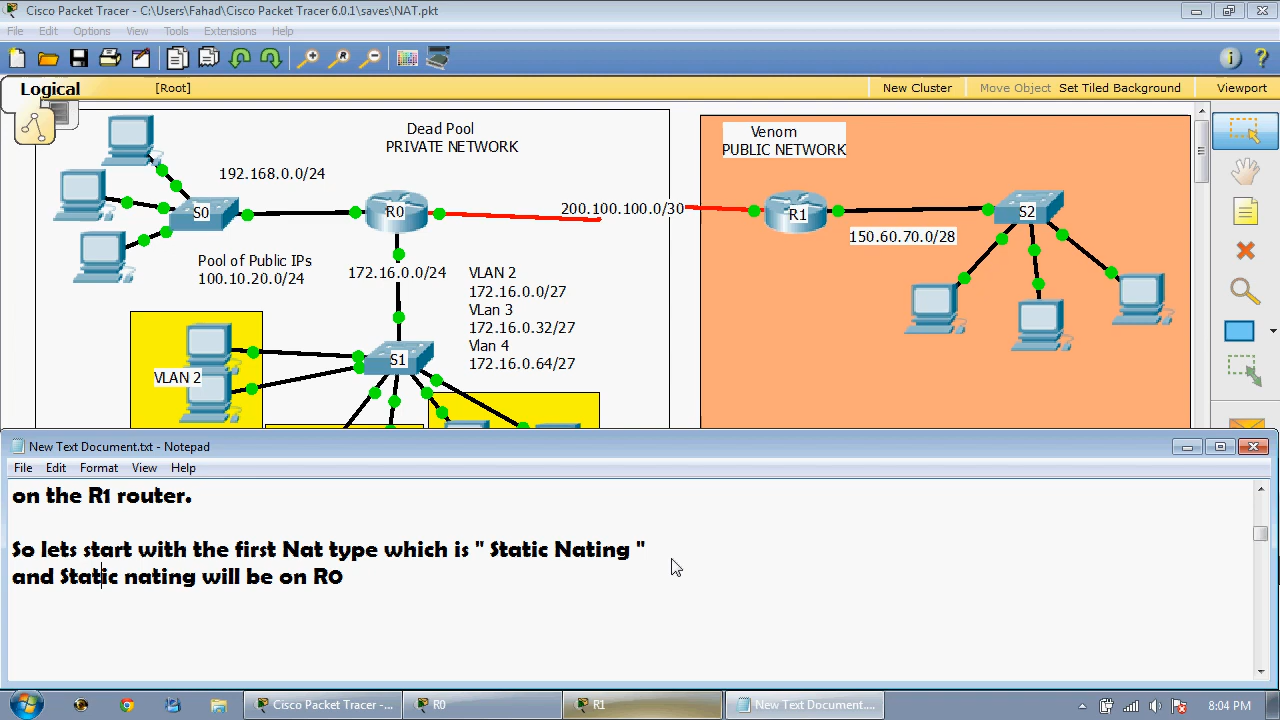 Cisco Packet Tracer - C:\Users\Fahad\Cisco Packet Tracer 6.0.1\saves\NAT.pkt
File Edit Options View Tools Extensions Help
Logical
[Root]
New Cluster
Move Object
Set Tiled Background
Viewport
Dead Pool
PRIVATE NETWORK
Venom
PUBLIC NETWORK
192.168.0.0/24
S0
R0
200.100.100.0/30
R1
S2
150.60.70.0/28
Pool of Public IPs
100.10.20.0/24
172.16.0.0/24
VLAN 2
172.16.0.0/27
Vlan 3
172.16.0.32/27
Vlan 4
172.16.0.64/27
S1
VLAN 2
New Text Document.txt - Notepad
File Edit Format View Help
on the R1 router.
So lets start with the first Nat type which is " Static Nating "
and Static nating will be on R0
Cisco Packet Tracer -...
R0
R1
New Text Document....
8:04 PM